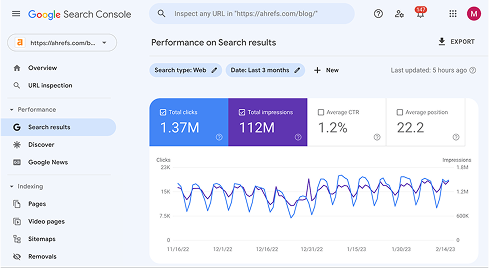 Google Search Console
Inspect any URL in "https://ahrefs.com/blog/"
147
M
a
https://ahrefs.com/b...
Performance on Search results
EXPORT
Overview
URL inspection
Search type: Web
Date: Last 3 months
New
Last updated: 5 hours ago
Performance
Search results
Discover
Google News
Total clicks
1.37M
Total impressions
112M
Average CTR
1.2%
Average position
22.2
Indexing
Pages
Video pages
Sitemaps
Removals
Clicks
Impressions
23K
15K
7.5K
0
1.8M
1.2M
600K
0
11/16/22
12/1/22
12/16/22
12/31/22
1/15/23
1/30/23
2/14/23